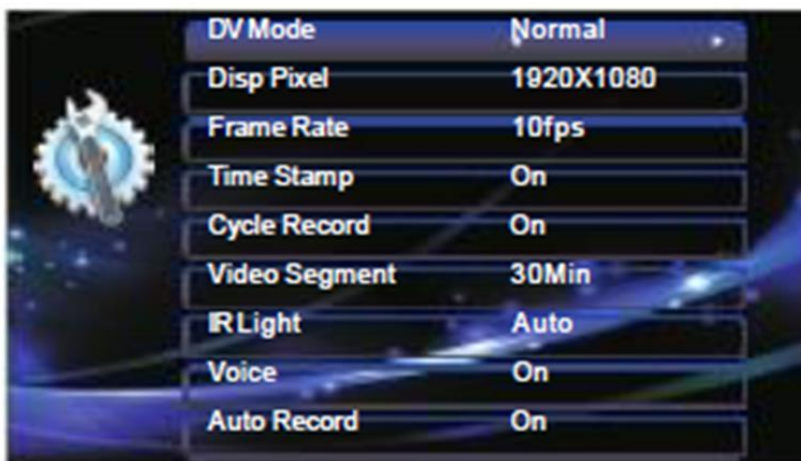 DV Mode Normal
Disp Pixel 1920X1080
Frame Rate 10fps
Time Stamp On
Cycle Record On
Video Segment 30Min
IR Light Auto
Voice On
Auto Record On